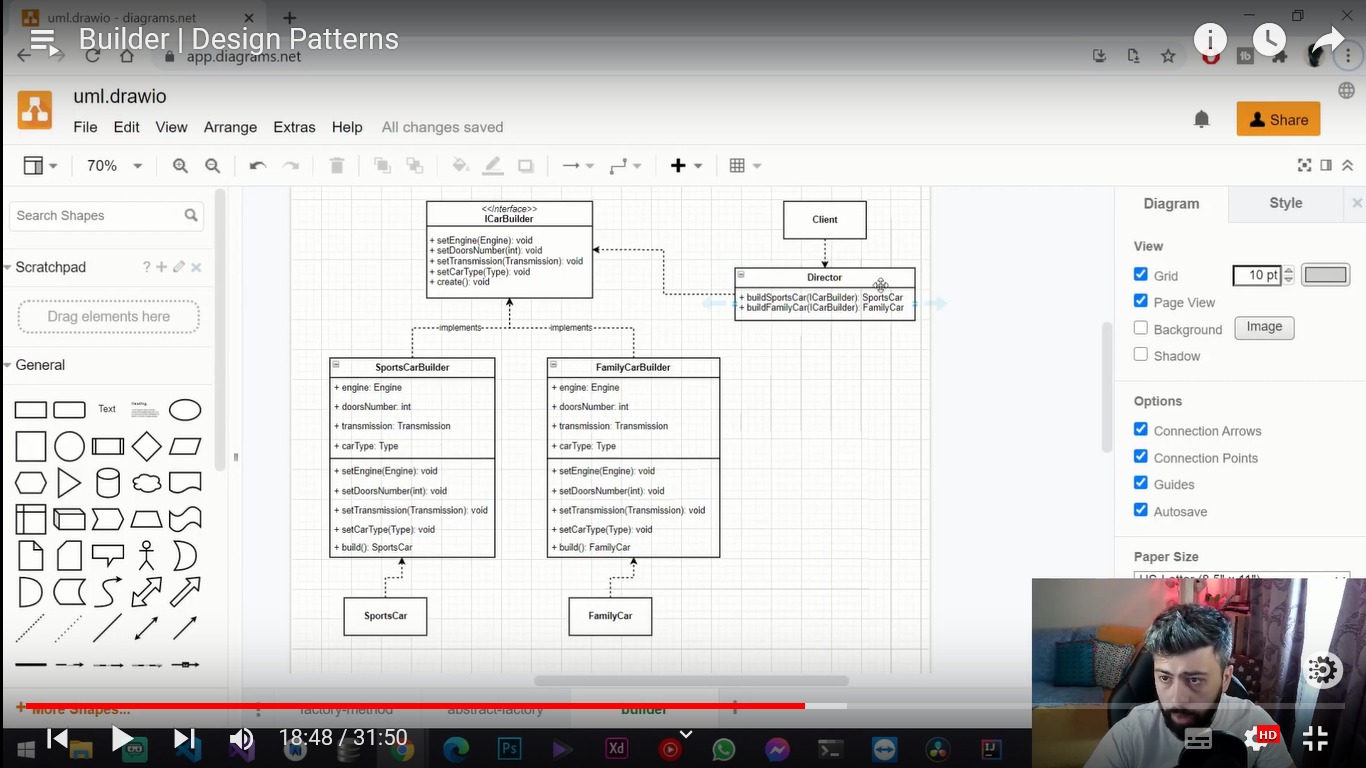 uml.drawio - diagrams.net
Builder | Design Patterns
app.diagrams.net
uml.drawio
File Edit View Arrange Extras Help All changes saved
Share
70%
Search Shapes
Scratchpad
Drag elements here
General
Text
Heading
More Shapes...
<<Interface>>
ICarBuilder
+ setEngine(Engine): void
+ setDoorsNumber(int): void
+ setTransmission(Transmission): void
+ setCarType(Type): void
+ create(): void
Client
Director
+ buildSportsCar(ICarBuilder): SportsCar
+ buildFamilyCar(ICarBuilder): FamilyCar
implements
implements
SportsCarBuilder
+ engine: Engine
+ doorsNumber: int
+ transmission: Transmission
+ carType: Type
+ setEngine(Engine): void
+ setDoorsNumber(int): void
+ setTransmission(Transmission): void
+ setCarType(Type): void
+ build(): SportsCar
FamilyCarBuilder
+ engine: Engine
+ doorsNumber: int
+ transmission: Transmission
+ carType: Type
+ setEngine(Engine): void
+ setDoorsNumber(int): void
+ setTransmission(Transmission): void
+ setCarType(Type): void
+ build(): FamilyCar
SportsCar
FamilyCar
Diagram Style
View
Grid 10 pt
Page View
Background Image
Shadow
Options
Connection Arrows
Connection Points
Guides
Autosave
Paper Size
US-Letter (8,5" x 11")
factory-method abstract-factory builder
18:48 / 31:50
Ps
Xd
HD